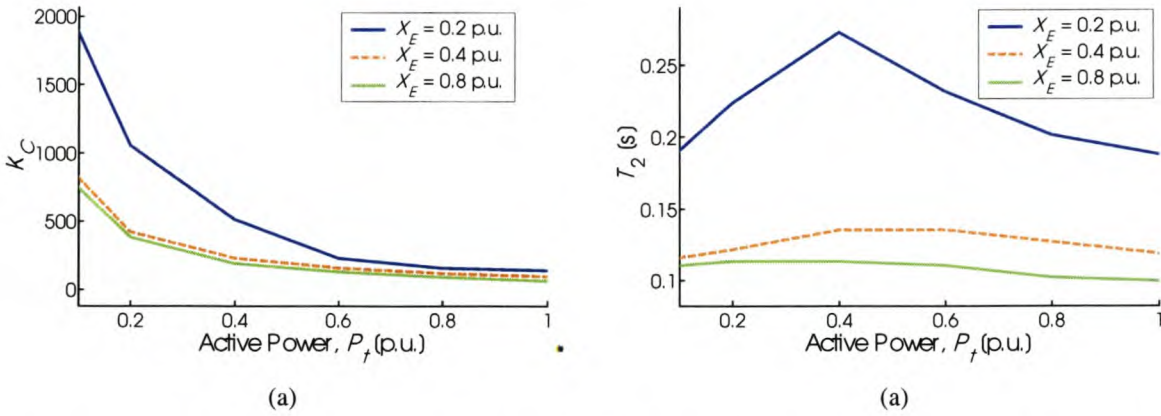 2000
1500
1000
500
0
K_C
X_E = 0.2 p.u.
X_E = 0.4 p.u.
X_E = 0.8 p.u.
0.2 0.4 0.6 0.8 1
Active Power, P_t (p.u.)
(a)
0.25
0.2
0.15
0.1
T_2 (s)
X_E = 0.2 p.u.
X_E = 0.4 p.u.
X_E = 0.8 p.u.
0.2 0.4 0.6 0.8 1
Active Power, P_t (p.u.)
(a)